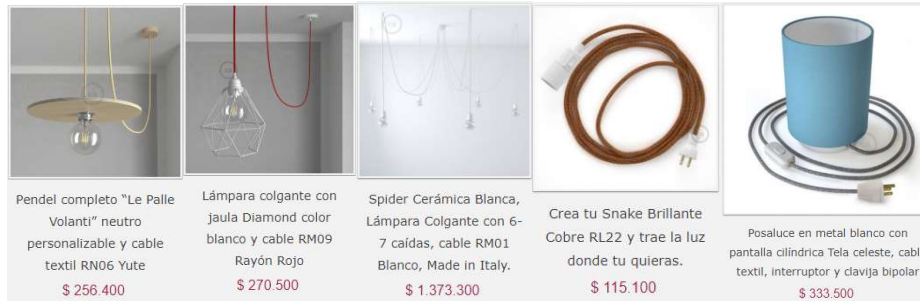 Pendel completo “Le Palle
Volanti” neutro
personalizable y cable
textil RN06 Yute
$ 256.400
Lámpara colgante con
jaula Diamond color
blanco y cable RM09
Rayón Rojo
$ 270.500
Spider Cerámica Blanca,
Lámpara Colgante con 6-
7 caídas, cable RM01
Blanco, Made in Italy.
$ 1.373.300
Crea tu Snake Brillante
Cobre RL22 y trae la luz
donde tu quieras.
$ 115.100
Posaluce en metal blanco con
pantalla cilíndrica Tela celeste, cabl
textil, interruptor y clavija bipolar
$ 333.500